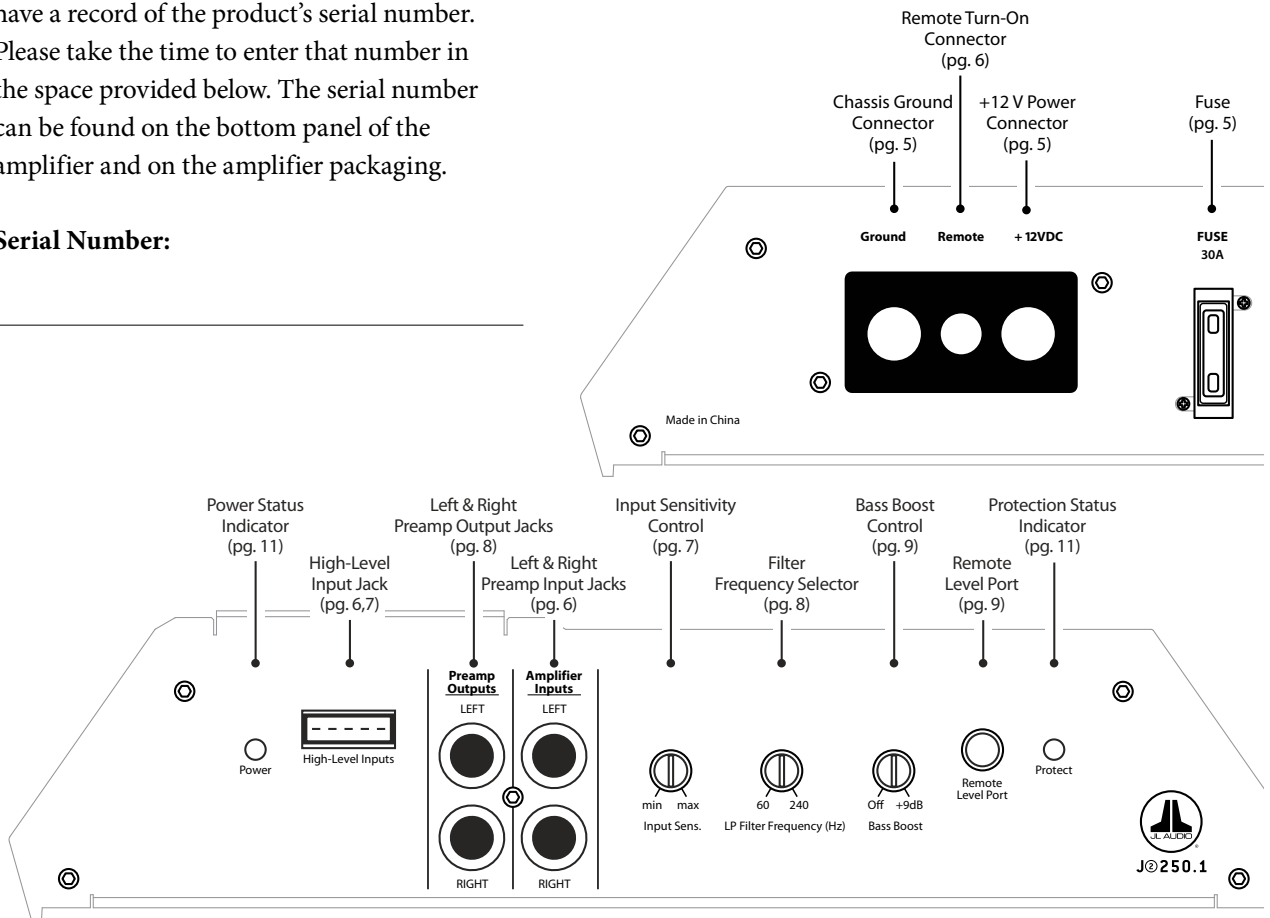 have a record of the product’s serial number.
Please take the time to enter that number in
the space provided below. The serial number
can be found on the bottom panel of the
amplifier and on the amplifier packaging.
Serial Number:
Remote Turn-On
Connector
(pg. 6)
Chassis Ground
Connector
(pg. 5)
+12 V Power
Connector
(pg. 5)
Fuse
(pg. 5)
Ground
Remote
+ 12VDC
FUSE
30A
Made in China
Power Status
Indicator
(pg. 11)
High-Level
Input Jack
(pg. 6,7)
Left & Right
Preamp Output Jacks
(pg. 8)
Left & Right
Preamp Input Jacks
(pg. 6)
Input Sensitivity
Control
(pg. 7)
Filter
Frequency Selector
(pg. 8)
Bass Boost
Control
(pg. 9)
Remote
Level Port
(pg. 9)
Protection Status
Indicator
(pg. 11)
Power
High-Level Inputs
Preamp
Outputs
LEFT
RIGHT
Amplifier
Inputs
LEFT
RIGHT
min max
Input Sens.
60 240
LP Filter Frequency (Hz)
Off +9dB
Bass Boost
Remote
Level Port
Protect
JL AUDIO
J②250.1